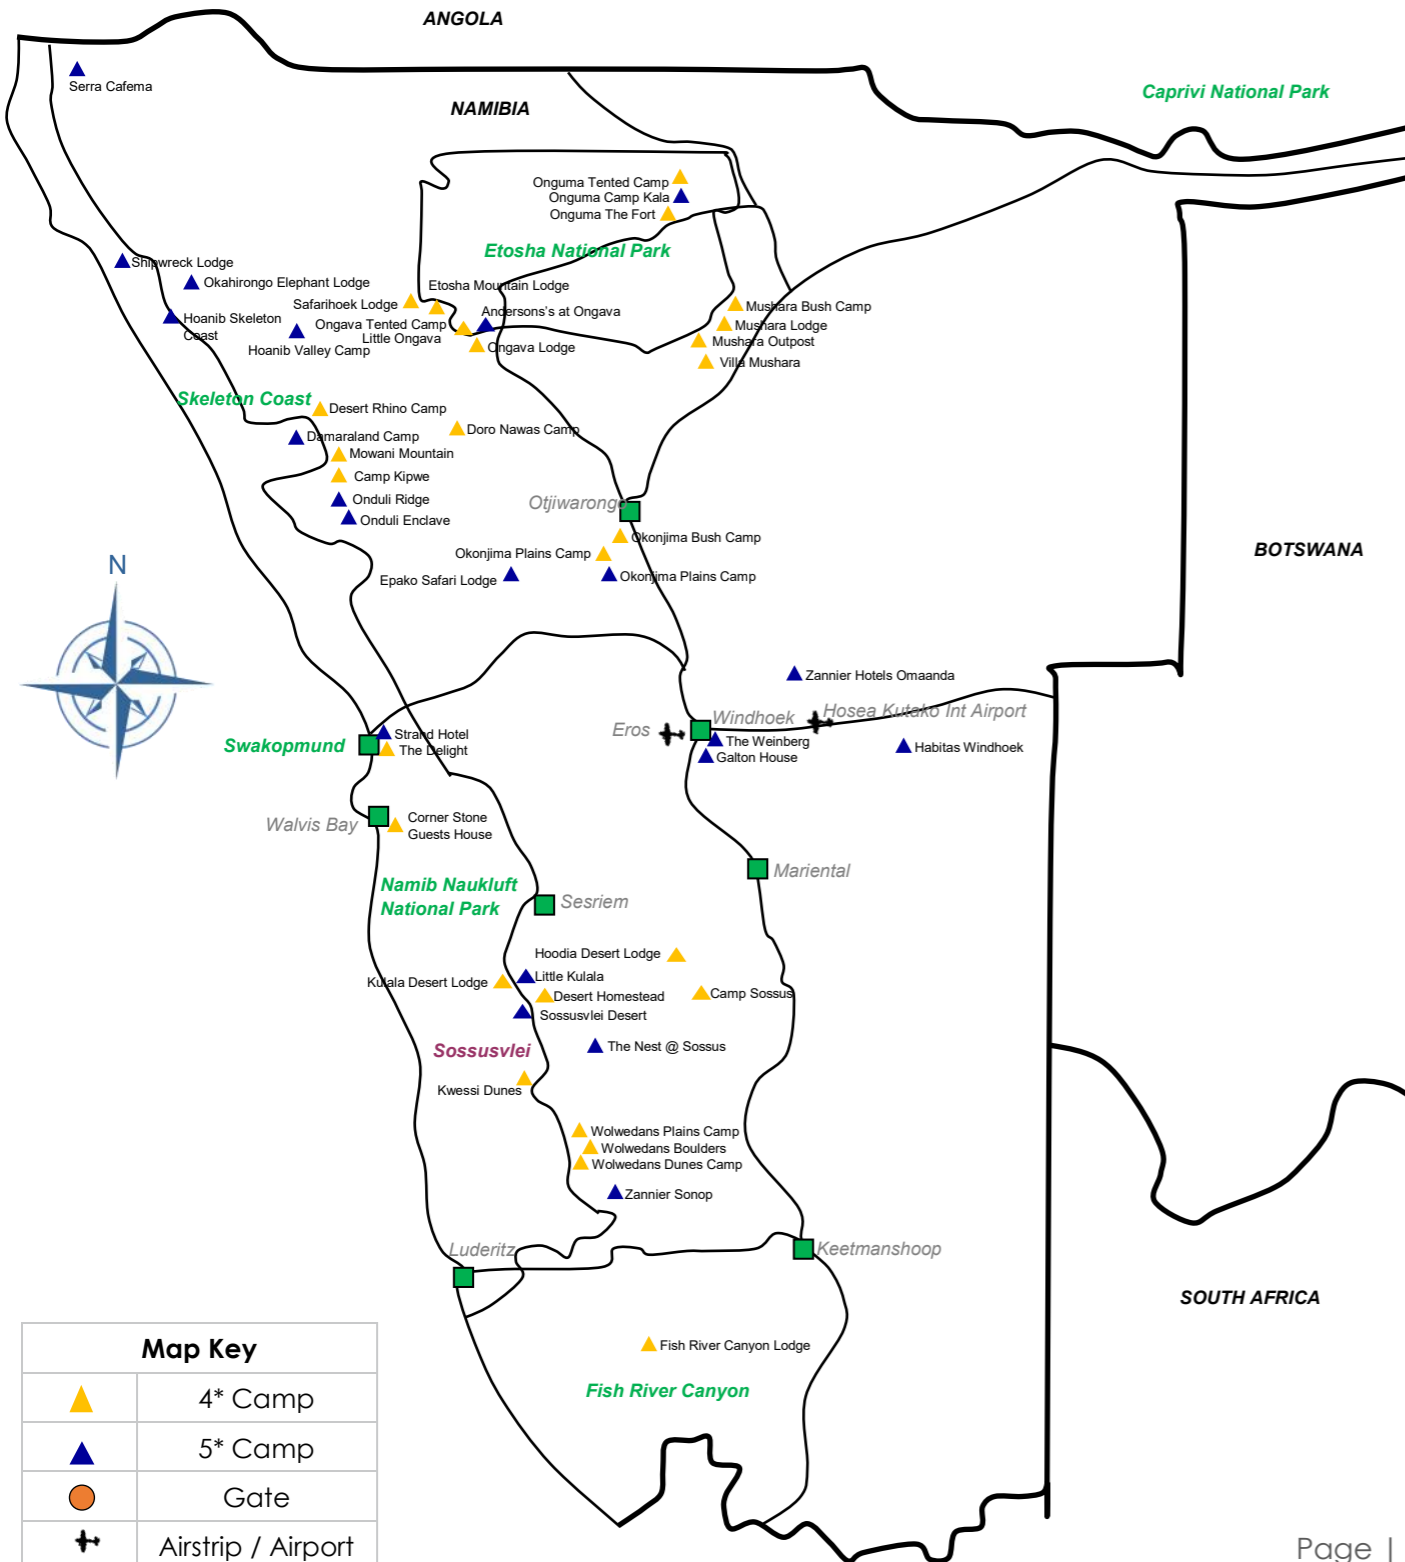 ANGOLA
Serra Cafema
Caprivi National Park
NAMIBIA
Onguma Tented Camp
Onguma Camp Kala
Onguma The Fort
Etosha National Park
Shipwreck Lodge
Okahirongo Elephant Lodge
Etosha Mountain Lodge
Safarihoek Lodge
Andersons's at Ongava
Mushara Bush Camp
Hoanib Skeleton
Coast
Ongava Tented Camp
Little Ongava
Mushara Lodge
Hoanib Valley Camp
Ongava Lodge
Mushara Outpost
Villa Mushara
Skeleton Coast
Desert Rhino Camp
Doro Nawas Camp
Damaraland Camp
Mowani Mountain
Camp Kipwe
Onduli Ridge
Onduli Enclave
Otjiwarongo
Okonjima Bush Camp
Okonjima Plains Camp
BOTSWANA
N
Epako Safari Lodge
Okonjima Plains Camp
Zannier Hotels Omaanda
Hosea Kutako Int Airport
Windhoek
Eros
Strand Hotel
Swakopmund
The Delight
The Weinberg
Habitas Windhoek
Galton House
Walvis Bay
Corner Stone
Guests House
Mariental
Namib Naukluft
National Park
Sesriem
Hoodia Desert Lodge
Little Kulala
Kulala Desert Lodge
Desert Homestead
Camp Sossus
Sossusvlei Desert
Sossusvlei
The Nest @ Sossus
Kwessi Dunes
Wolwedans Plains Camp
Wolwedans Boulders
Wolwedans Dunes Camp
Zannier Sonop
Luderitz
Keetmanshoop
SOUTH AFRICA
Fish River Canyon Lodge
Fish River Canyon
Map Key
4* Camp
5* Camp
Gate
Airstrip / Airport
Page |